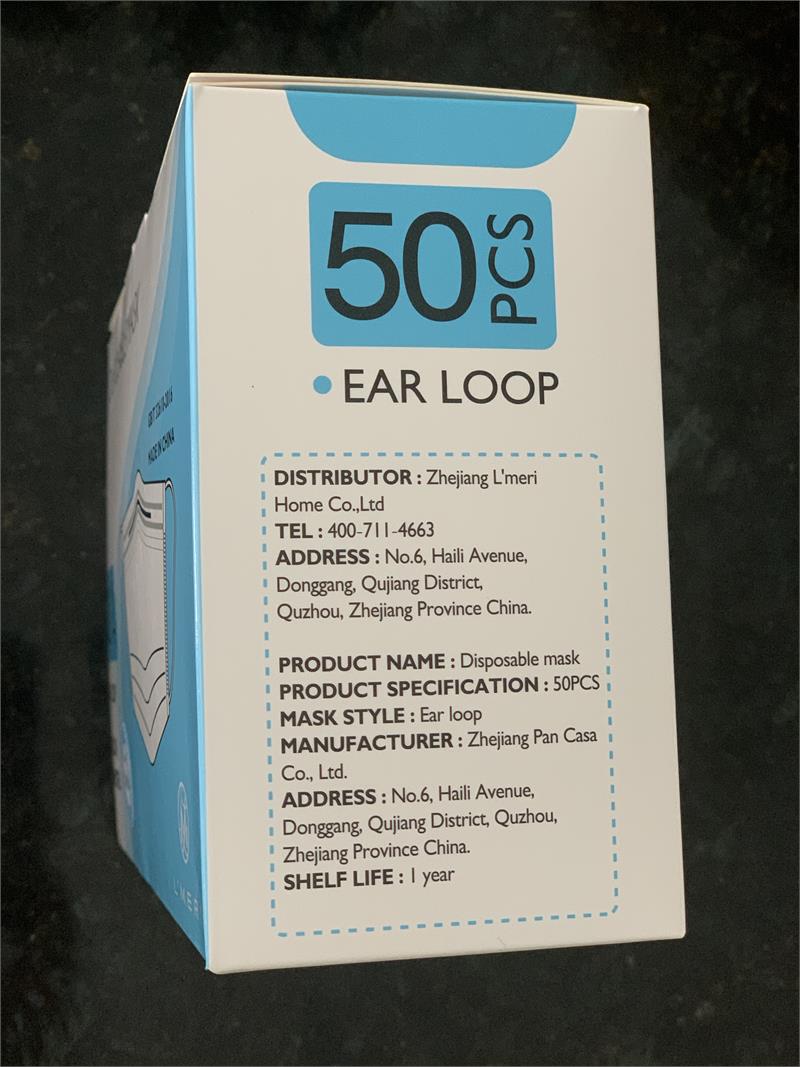 50 PCS
• EAR LOOP
DISTRIBUTOR : Zhejiang L'meri
Home Co.,Ltd
TEL : 400-711-4663
ADDRESS : No.6, Haili Avenue,
Donggang, Qujiang District,
Quzhou, Zhejiang Province China.
PRODUCT NAME : Disposable mask
PRODUCT SPECIFICATION : 50PCS
MASK STYLE : Ear loop
MANUFACTURER : Zhejiang Pan Casa
Co., Ltd.
ADDRESS : No.6, Haili Avenue,
Donggang, Qujiang District, Quzhou,
Zhejiang Province China.
SHELF LIFE : 1 year
MADE IN CHINA